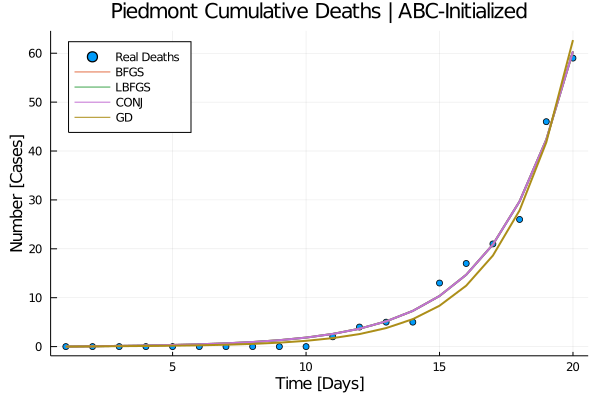 Piedmont Cumulative Deaths | ABC-Initialized
Real Deaths
BFGS
LBFGS
CONJ
GD
Number [Cases]
60
50
40
30
20
10
0
5
10
15
20
Time [Days]